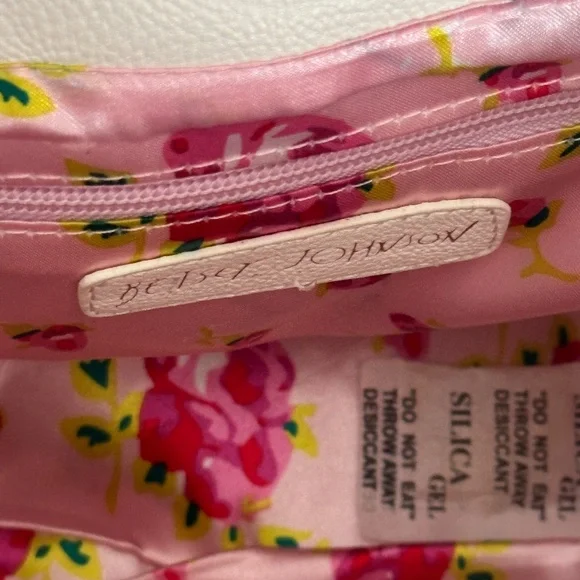 BETSEY JOHNSON
"DO NOT EAT"
THROW AWAY
DESICCANT
SILICA GEL
"DO NOT EAT"
THROW AWAY
DESICCANT